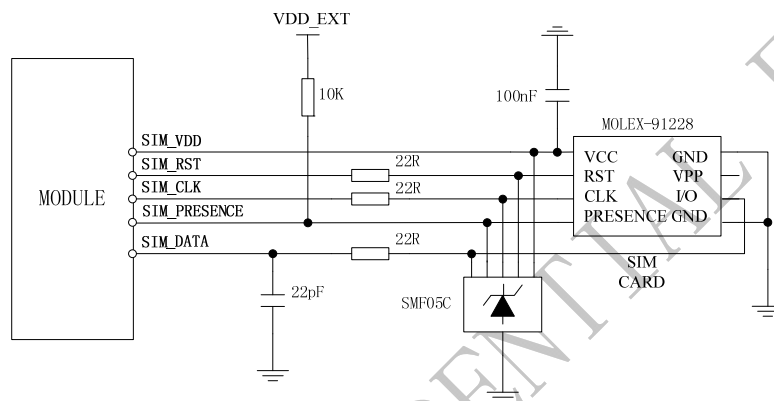 VDD_EXT
10K
100nF
MOLEX-91228
MODULE
SIM_VDD
SIM_RST
SIM_CLK
SIM_PRESENCE
SIM_DATA
22R
22R
22R
22pF
VCC GND
RST VPP
CLK I/O
PRESENCE GND
SIM
CARD
SMF05C